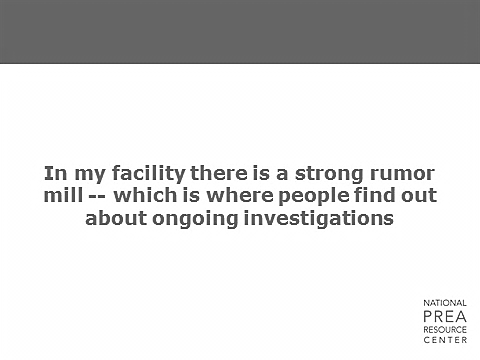 In my facility there is a strong rumor
mill -- which is where people find out
about ongoing investigations
NATIONAL
PREA
RESOURCE
CENTER